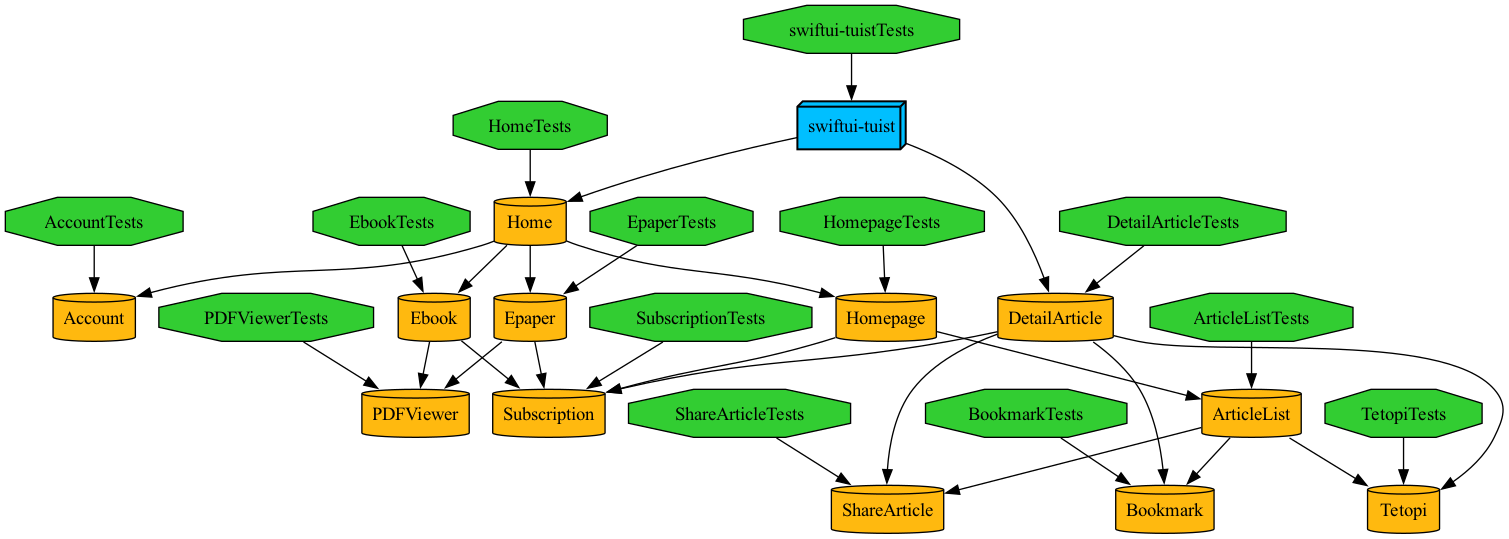 swiftui-tuistTests
HomeTests
swiftui-tuist
AccountTests
EbookTests
Home
EpaperTests
HomepageTests
DetailArticleTests
Account
PDFViewerTests
Ebook
Epaper
SubscriptionTests
Homepage
DetailArticle
ArticleListTests
PDFViewer
Subscription
ShareArticleTests
BookmarkTests
ArticleList
TetopiTests
ShareArticle
Bookmark
Tetopi